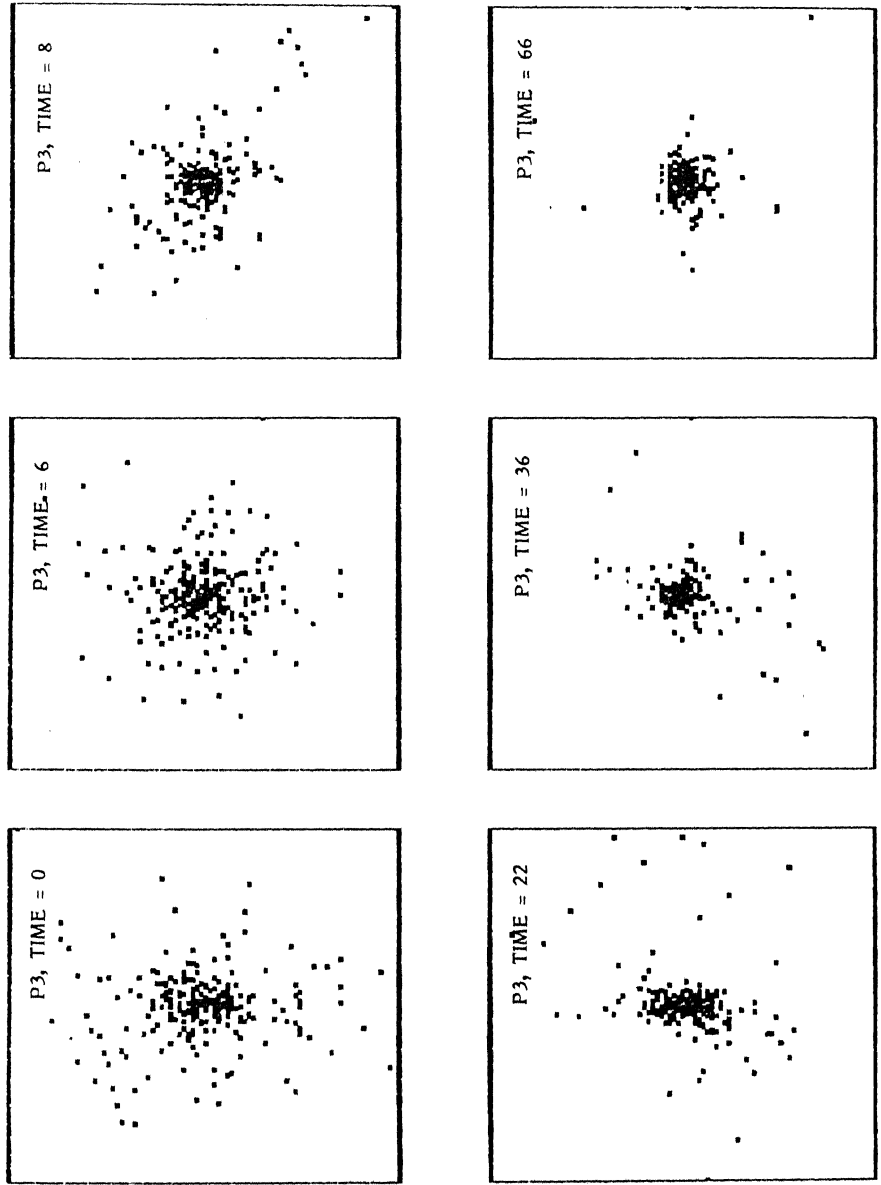 P3, TIME = 0
P3, TIME = 6
P3, TIME = 8
P3, TIME = 22
P3, TIME = 36
P3, TIME = 66